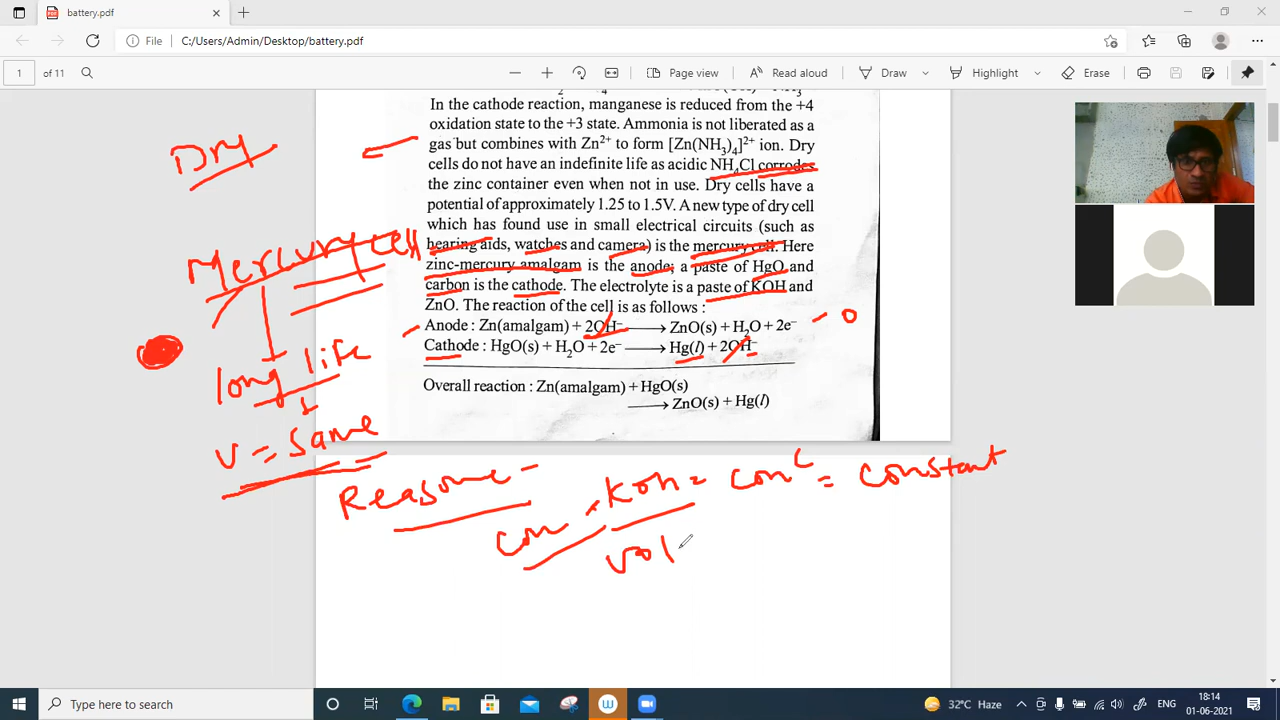 battery.pdf
File C:/Users/Admin/Desktop/battery.pdf
1 of 11 Page view Read aloud Draw Highlight Erase
In the cathode reaction, manganese is reduced from the +4
oxidation state to the +3 state. Ammonia is not liberated as a
gas but combines with Zn2+ to form [Zn(NH3)4]2+ ion. Dry
cells do not have an indefinite life as acidic NH4Cl corrodes
the zinc container even when not in use. Dry cells have a
potential of approximately 1.25 to 1.5V. A new type of dry cell
which has found use in small electrical circuits (such as
hearing aids, watches and camera) is the mercury cell. Here
zinc-mercury amalgam is the anode; a paste of HgO and
carbon is the cathode. The electrolyte is a paste of KOH and
ZnO. The reaction of the cell is as follows :
Anode : Zn(amalgam) + 2OH– ⟶ ZnO(s) + H2O + 2e–
Cathode : HgO(s) + H2O + 2e– ⟶ Hg(l) + 2OH–
Overall reaction : Zn(amalgam) + HgO(s)
⟶ ZnO(s) + Hg(l)
Dry
Mercury cell
long life
V = Same
Reasome -
Koh = conc = constant
con
vol
Type here to search
32°C Haze ENG 18:14
01-06-2021